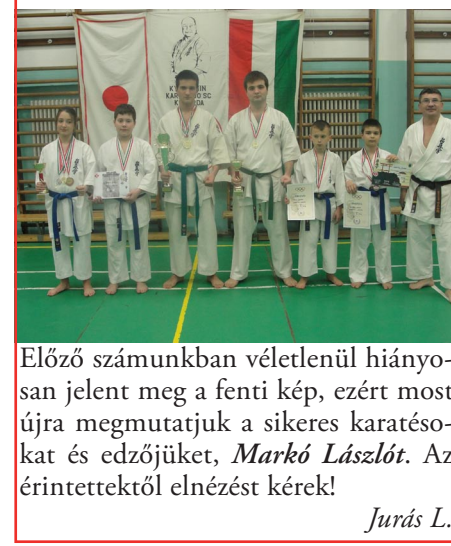 Előző számunkban véletlenül hiányo-
san jelent meg a fenti kép, ezért most
újra megmutatjuk a sikeres karatéso-
kat és edzőjüket, Markó Lászlót. Az
érintettektől elnézést kérek!
Jurás L.